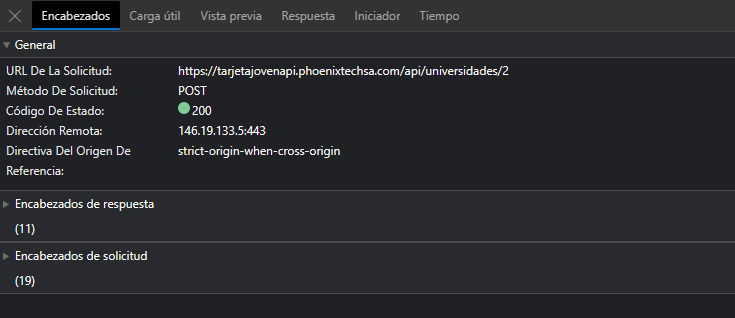 Encabezados Carga útil Vista previa Respuesta Iniciador Tiempo
General
URL De La Solicitud: https://tarjetajovenapi.phoenixtechsa.com/api/universidades/2
Método De Solicitud: POST
Código De Estado: 200
Dirección Remota: 146.19.133.5:443
Directiva Del Origen De strict-origin-when-cross-origin
Referencia:
Encabezados de respuesta
(11)
Encabezados de solicitud
(19)